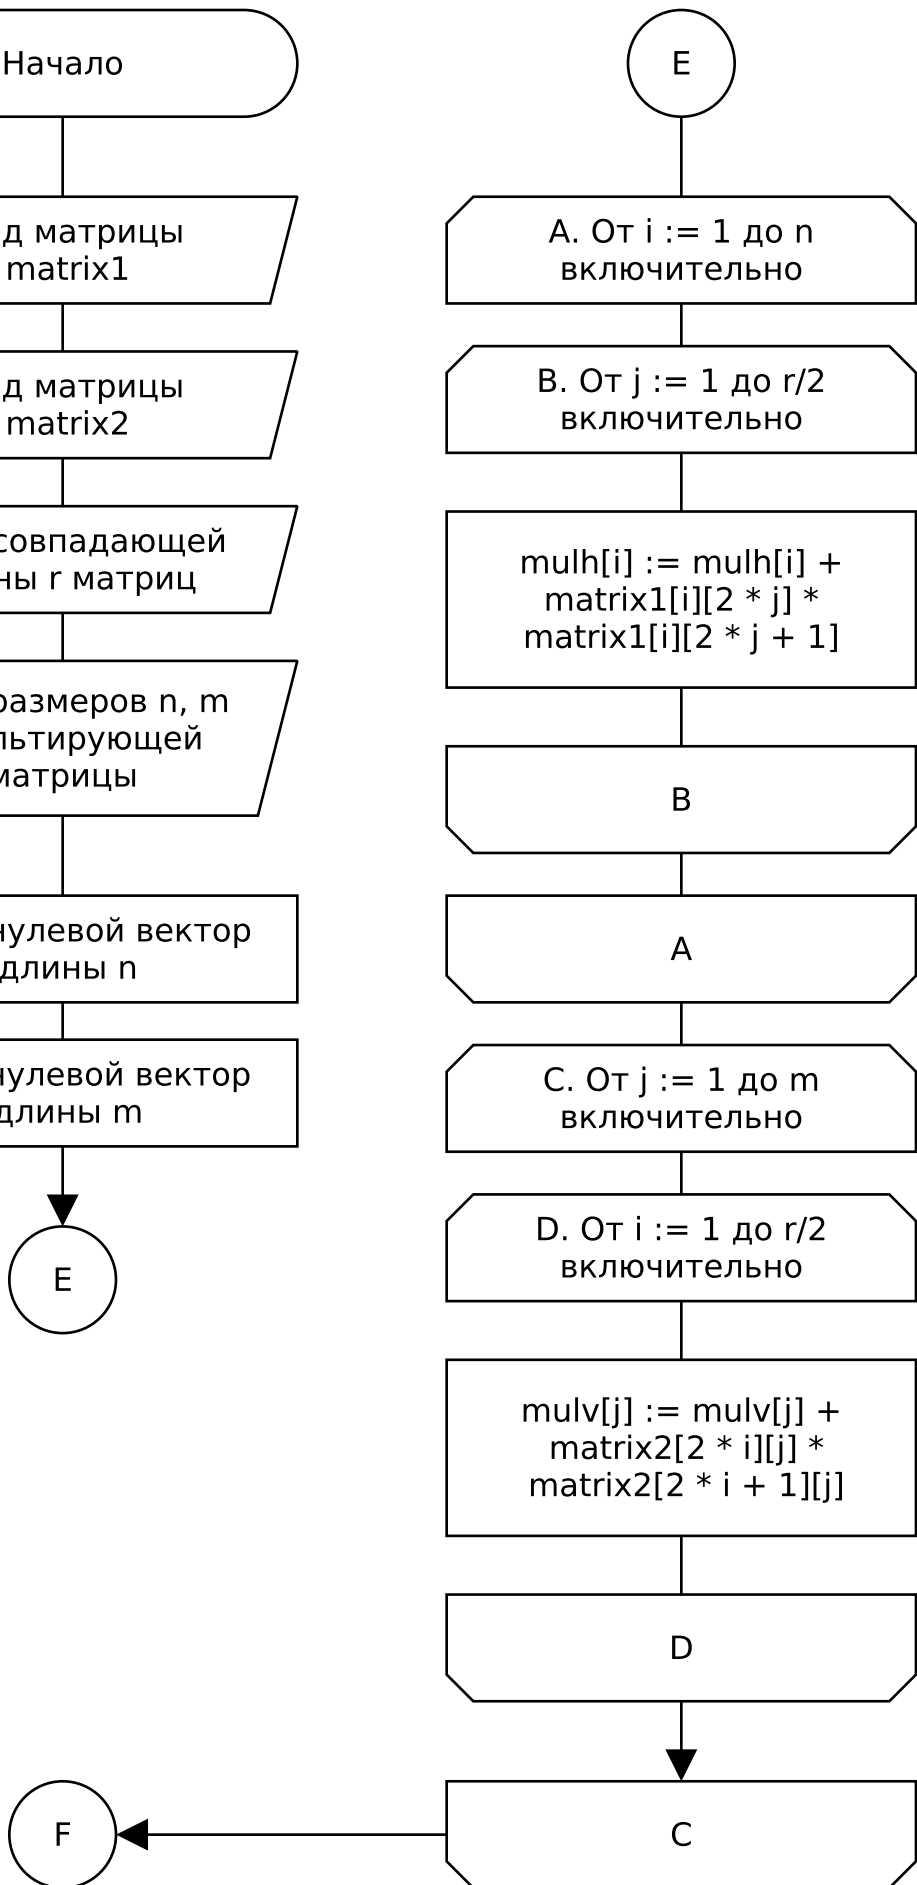 Начало
д матрицы
matrix1
д матрицы
matrix2
совпадающей
ны r матриц
размеров n, m
льтирующей
матрицы
нулевой вектор
длины n
нулевой вектор
длины m
E
E
A. От i := 1 до n
включительно
B. От j := 1 до r/2
включительно
mulh[i] := mulh[i] +
matrix1[i][2 * j] *
matrix1[i][2 * j + 1]
B
A
C. От j := 1 до m
включительно
D. От i := 1 до r/2
включительно
mulv[j] := mulv[j] +
matrix2[2 * i][j] *
matrix2[2 * i + 1][j]
D
C
F